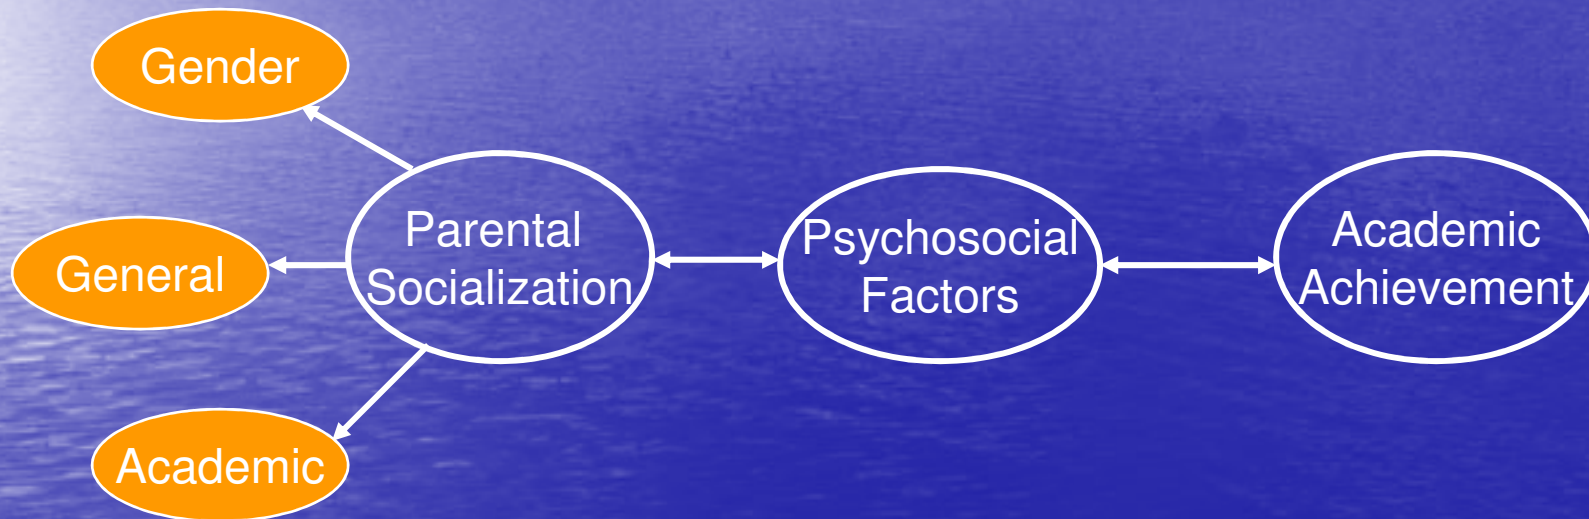 Gender
General
Academic
Parental
Socialization
Psychosocial
Factors
Academic
Achievement